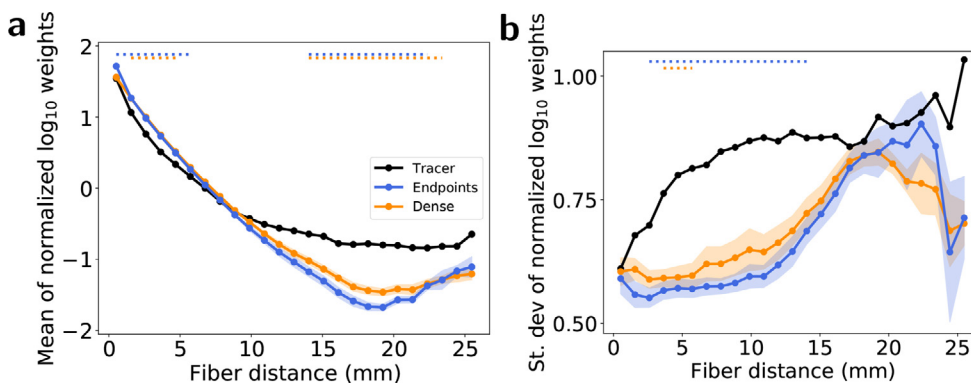 a
Mean of normalized log10 weights
2
1
0
−1
−2
0 5 10 15 20 25
Fiber distance (mm)
Tracer
Endpoints
Dense
b
St. dev of normalized log10 weights
1.00
0.75
0.50
0 5 10 15 20 25
Fiber distance (mm)